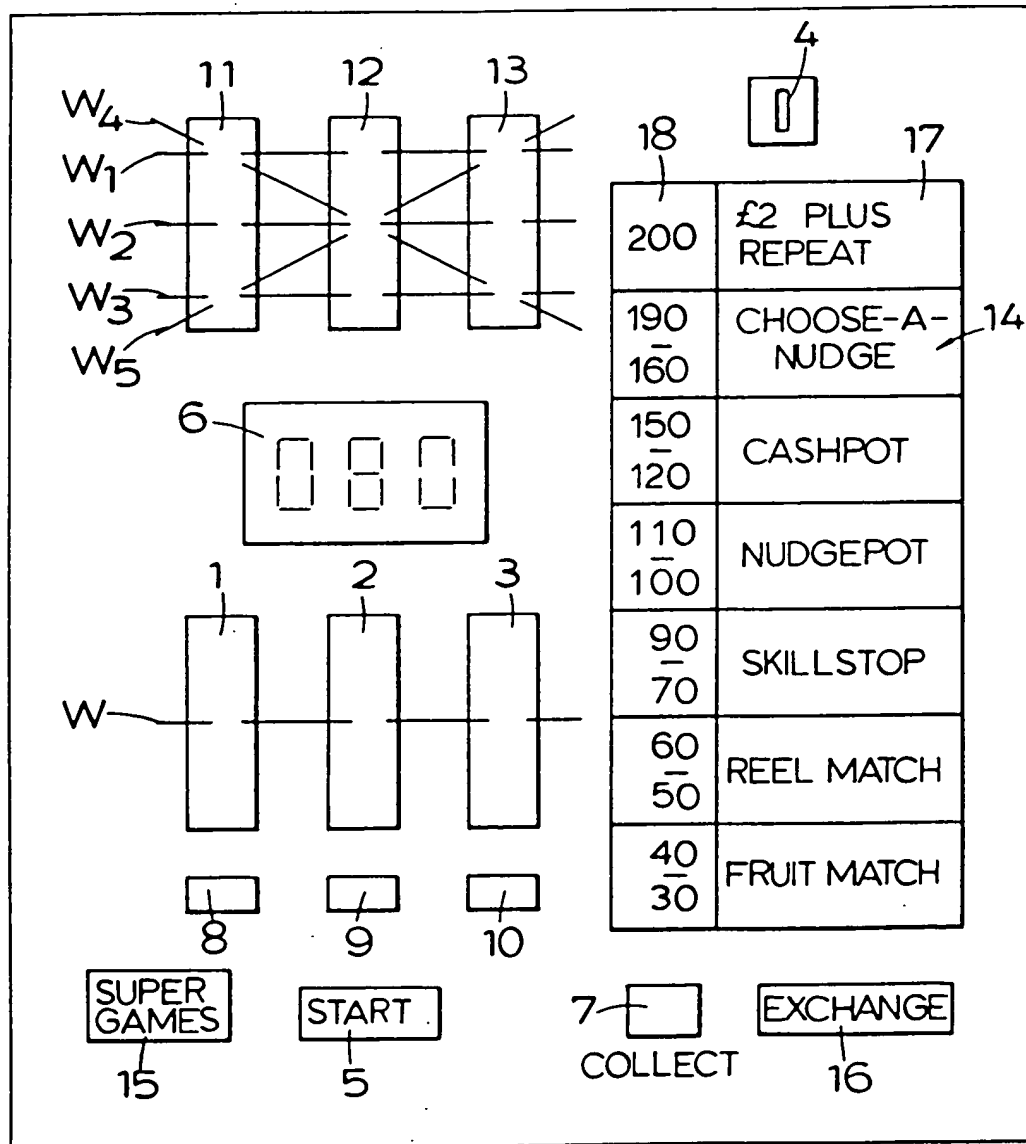 4
11 12 13
W4
W1
W2
W3
W5
18 17
200 £2 PLUS
REPEAT
190
–
160
CHOOSE-A-
NUDGE
14
150
–
120
CASHPOT
6
080
110
–
100
NUDGEPOT
1 2 3
90
–
70
SKILLSTOP
W
60
–
50
REEL MATCH
40
–
30
FRUIT MATCH
8 9 10
SUPER
GAMES
START
7
COLLECT
EXCHANGE
15 5 16